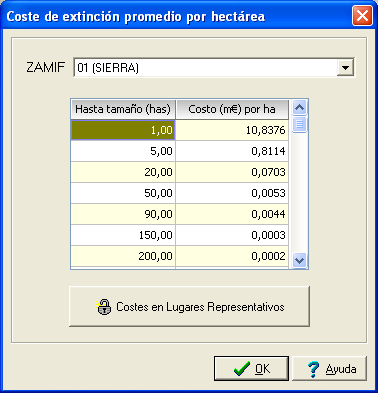 Coste de extinción promedio por hectárea
ZAMIF 01 (SIERRA)
Hasta tamaño (has) Costo (m€) por ha
1,00 10,8376
5,00 0,8114
20,00 0,0703
50,00 0,0053
90,00 0,0044
150,00 0,0003
200,00 0,0002
Costes en Lugares Representativos
OK Ayuda